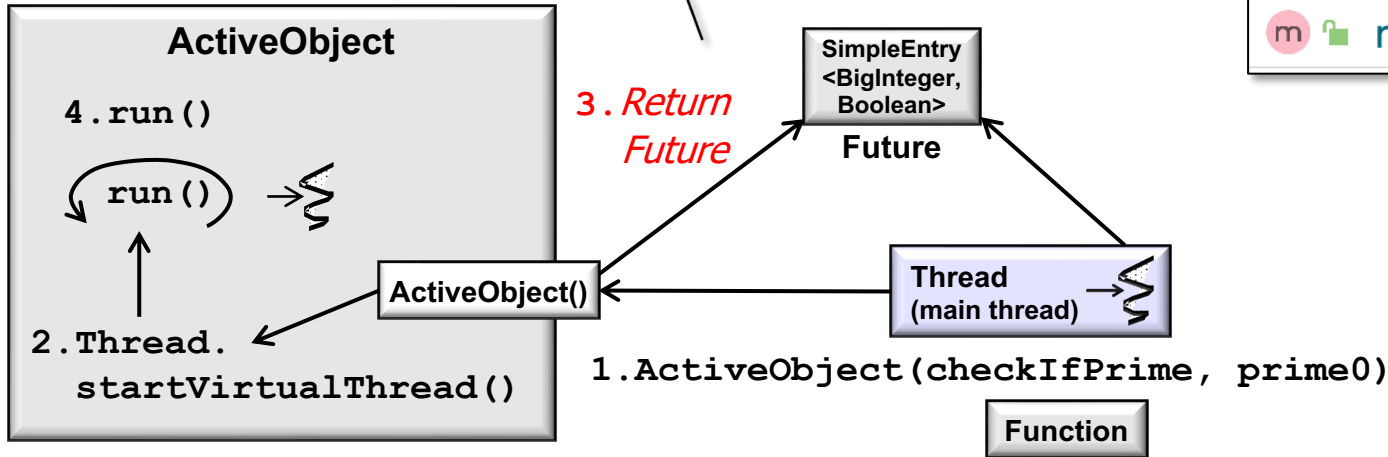 ActiveObject
4.run()
run()
2.Thread.
startVirtualThread()
ActiveObject()
3.Return
Future
SimpleEntry
<BigInteger,
Boolean>
Future
Thread
(main thread)
1.ActiveObject(checkIfPrime, prime0)
Function
m